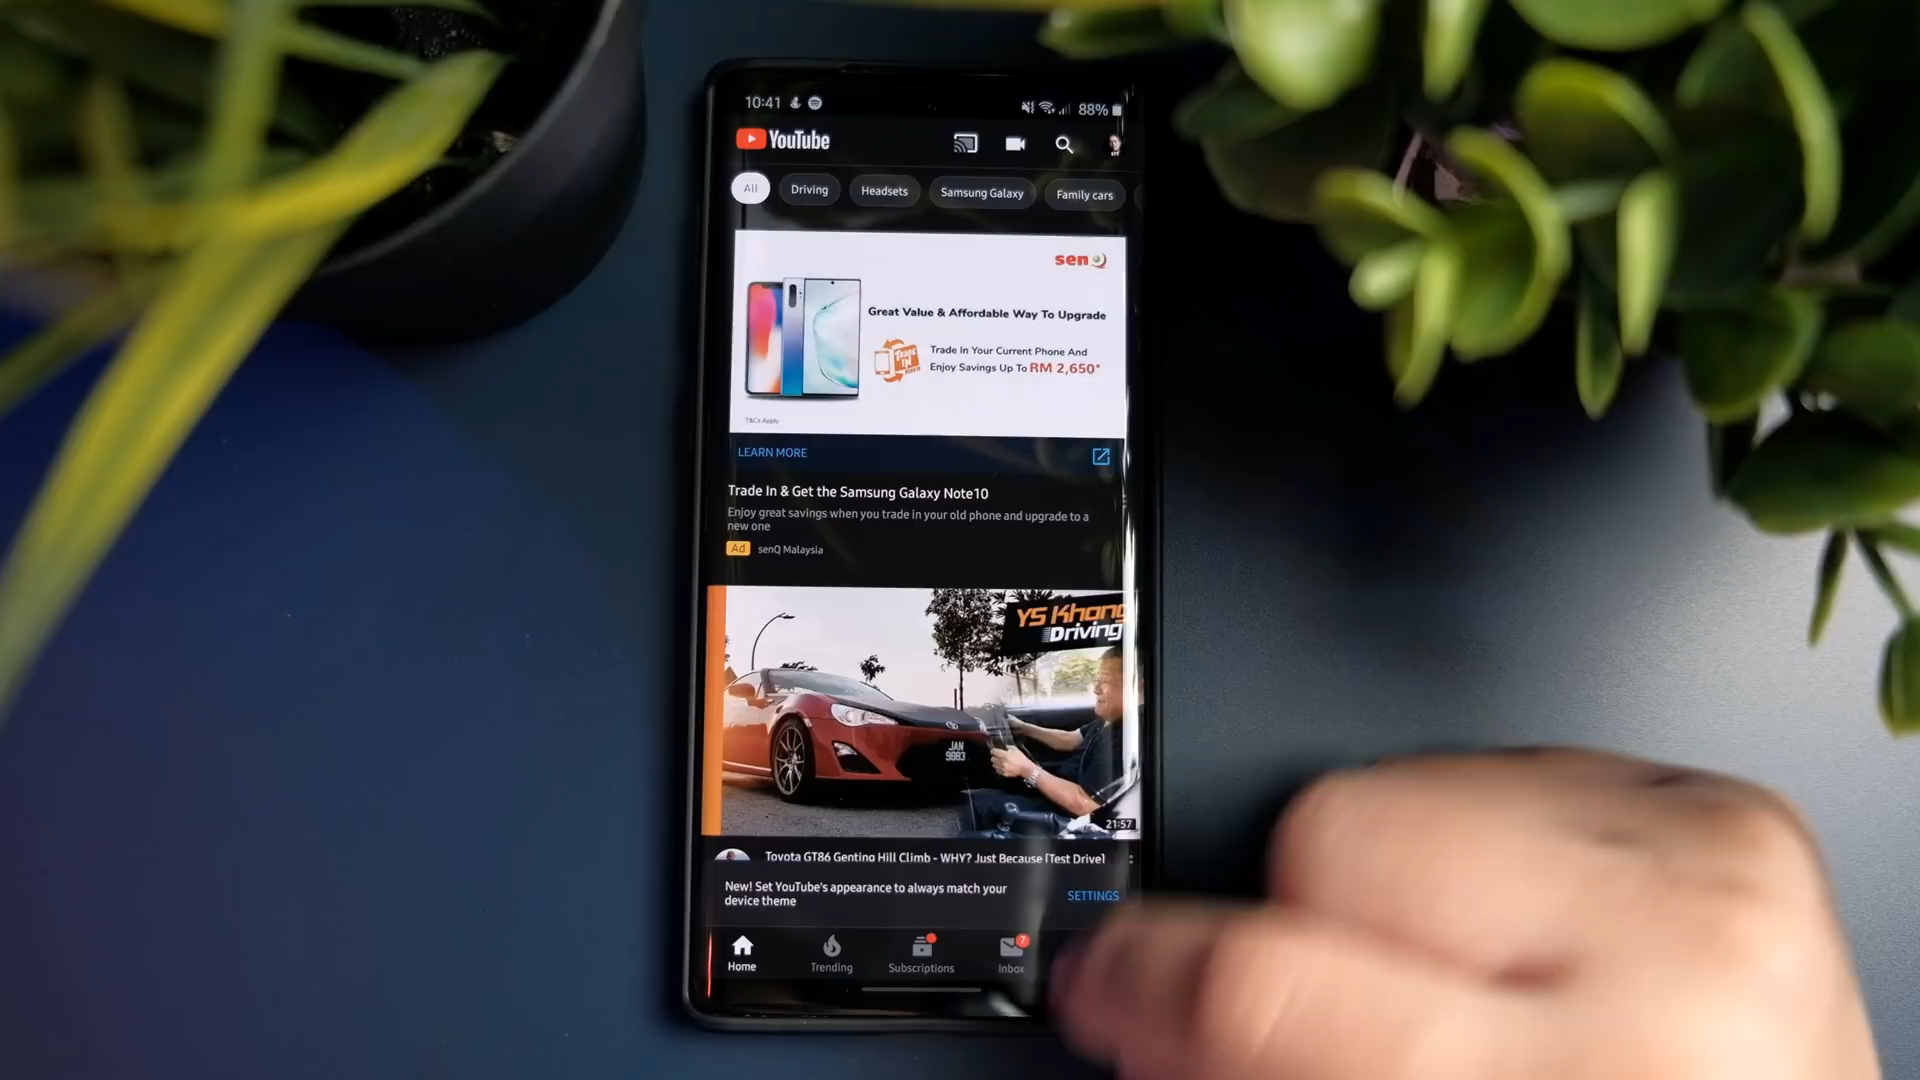 10:41
88%
YouTube
All
Driving
Headsets
Samsung Galaxy
Family cars
senQ
Great Value & Affordable Way To Upgrade
TRADE IN
Trade In Your Current Phone And
Enjoy Savings Up To RM 2,650*
T&Cs Apply
LEARN MORE
Trade In & Get the Samsung Galaxy Note10
Enjoy great savings when you trade in your old phone and upgrade to a
new one
Ad senQ Malaysia
YS Khong
Driving
JAN
9883
21:57
Toyota GT86 Genting Hill Climb - WHY? Just Because [Test Drive]
New! Set YouTube's appearance to always match your
device theme
SETTINGS
7
Home
Trending
Subscriptions
Inbox